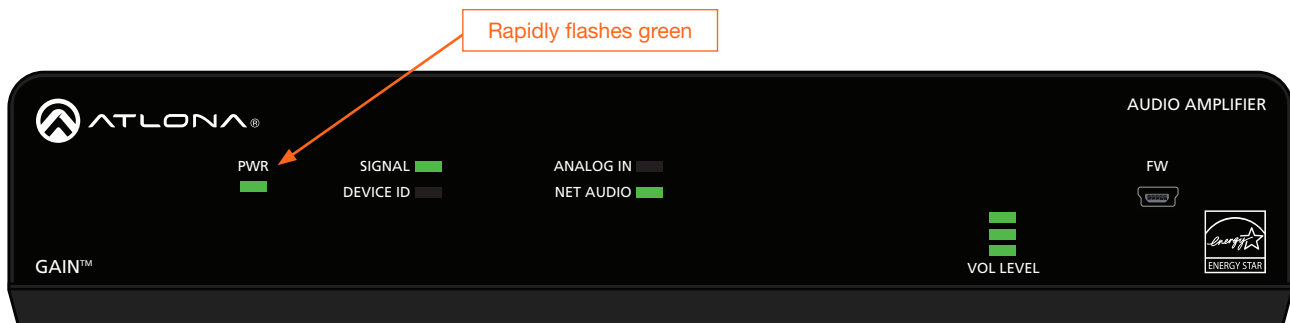 Rapidly flashes green
ATLONA®
AUDIO AMPLIFIER
PWR
SIGNAL
DEVICE ID
ANALOG IN
NET AUDIO
FW
VOL LEVEL
GAIN™
energy
ENERGY STAR